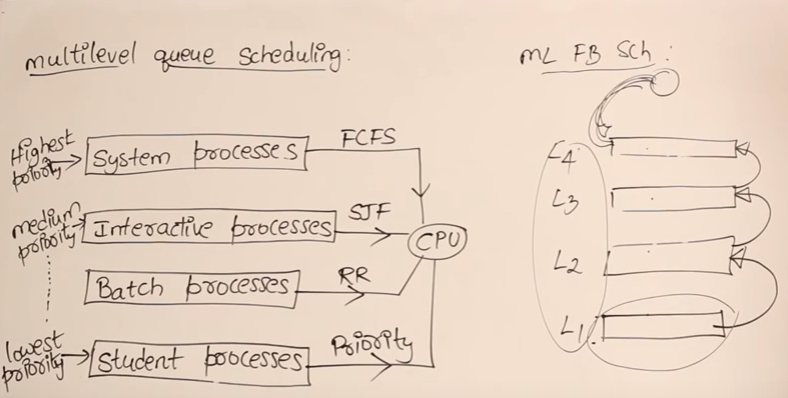 multilevel queue scheduling:
ML FB Sch:
Highest
priority
System processes
FCFS
medium
priority
Interactive processes
SJF
CPU
Batch processes
RR
lowest
priority
Student processes
Priority
L4
L3
L2
L1